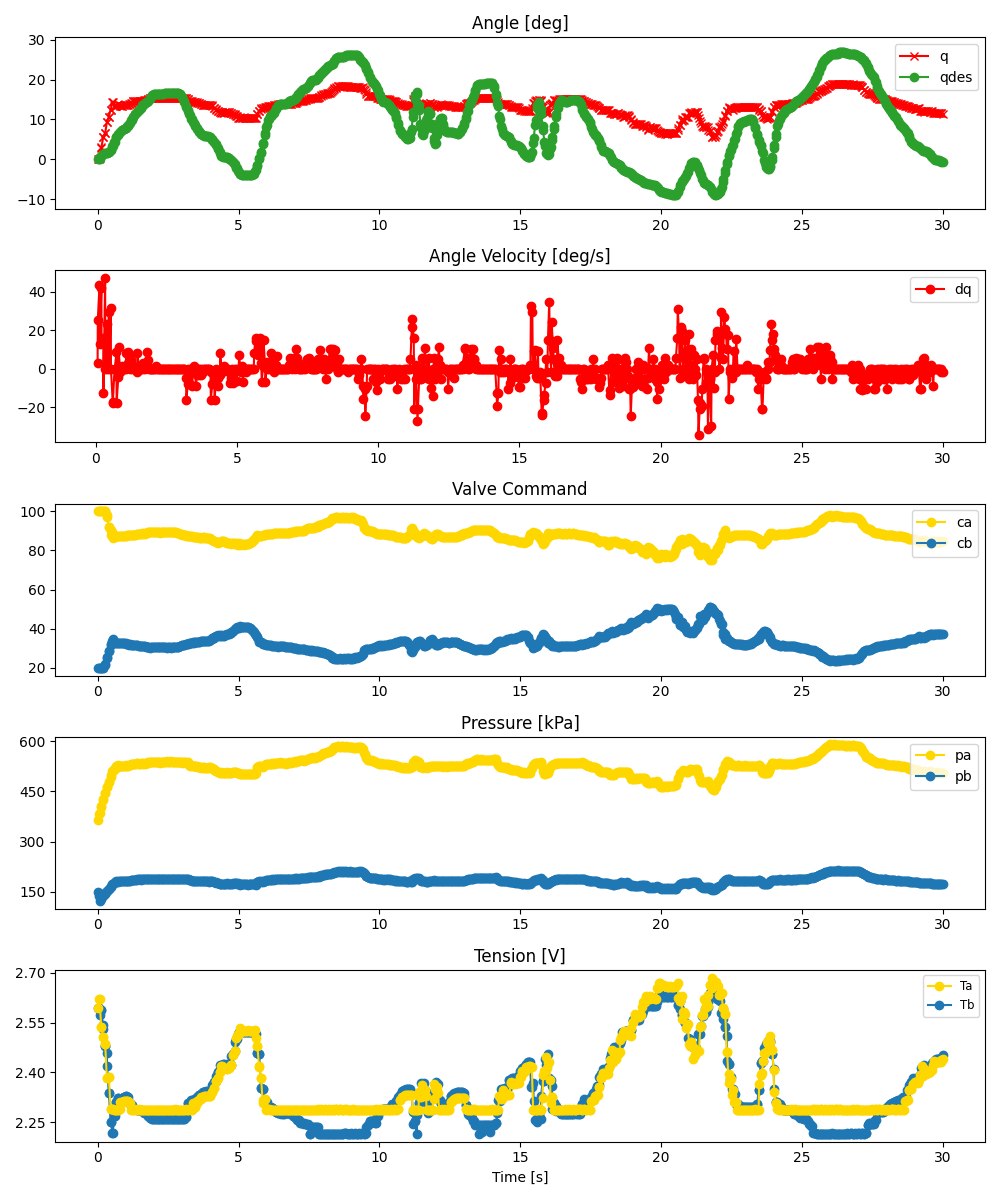 Angle [deg]
30
20
10
0
−10
q
qdes
0 5 10 15 20 25 30
Angle Velocity [deg/s]
40
20
0
−20
dq
0 5 10 15 20 25 30
Valve Command
100
80
60
40
20
ca
cb
0 5 10 15 20 25 30
Pressure [kPa]
600
450
300
150
pa
pb
0 5 10 15 20 25 30
Tension [V]
2.70
2.55
2.40
2.25
Ta
Tb
0 5 10 15 20 25 30
Time [s]